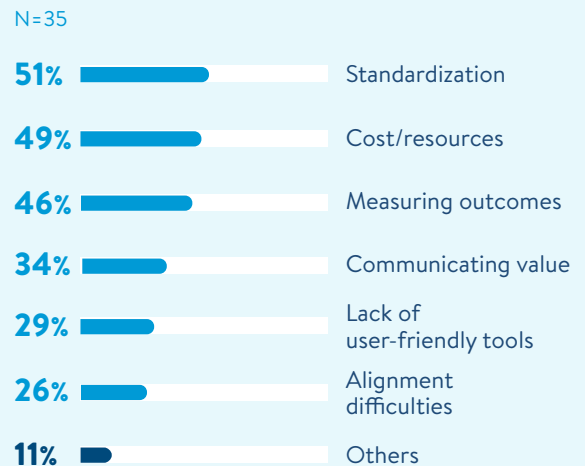 N=35
51% Standardization
49% Cost/resources
46% Measuring outcomes
34% Communicating value
29% Lack of
user-friendly tools
26% Alignment
difficulties
11% Others